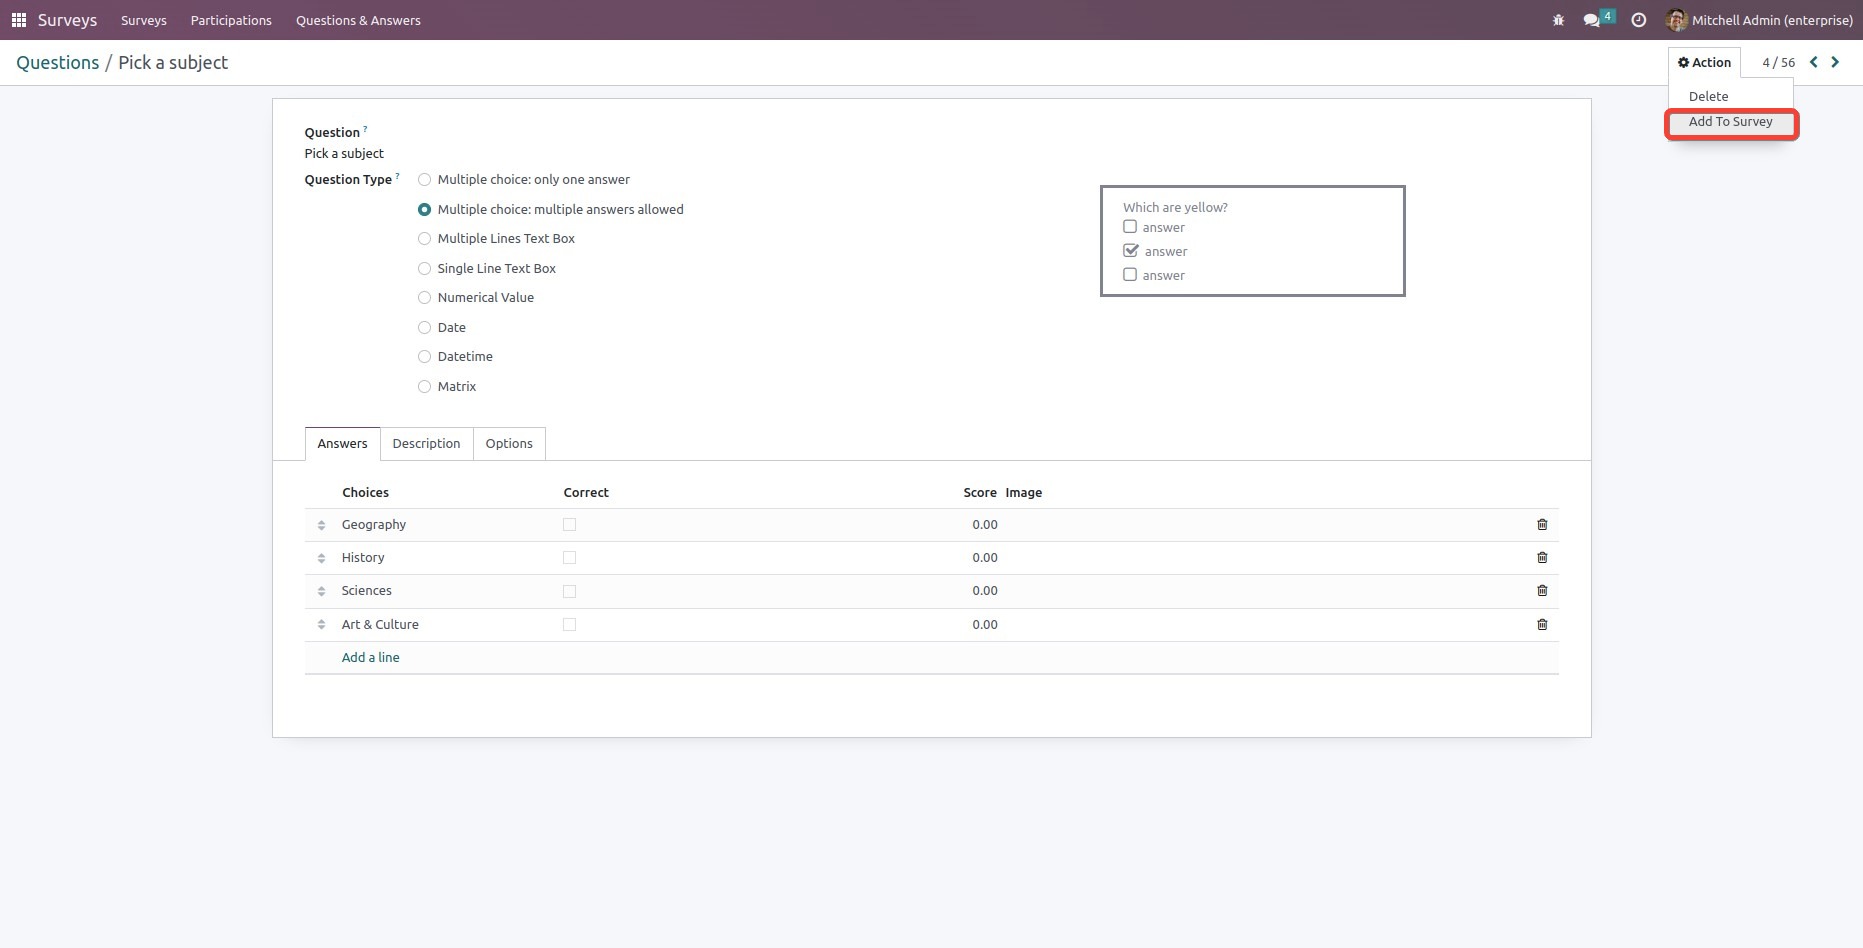 Surveys Surveys Participations Questions & Answers 4 Mitchell Admin (enterprise)
Questions / Pick a subject Action 4 / 56
Delete
Add To Survey
Question ?
Pick a subject
Question Type ? Multiple choice: only one answer
Multiple choice: multiple answers allowed
Multiple Lines Text Box
Single Line Text Box
Numerical Value
Date
Datetime
Matrix
Which are yellow?
answer
answer
answer
Answers Description Options
Choices Correct Score Image
Geography 0.00
History 0.00
Sciences 0.00
Art & Culture 0.00
Add a line